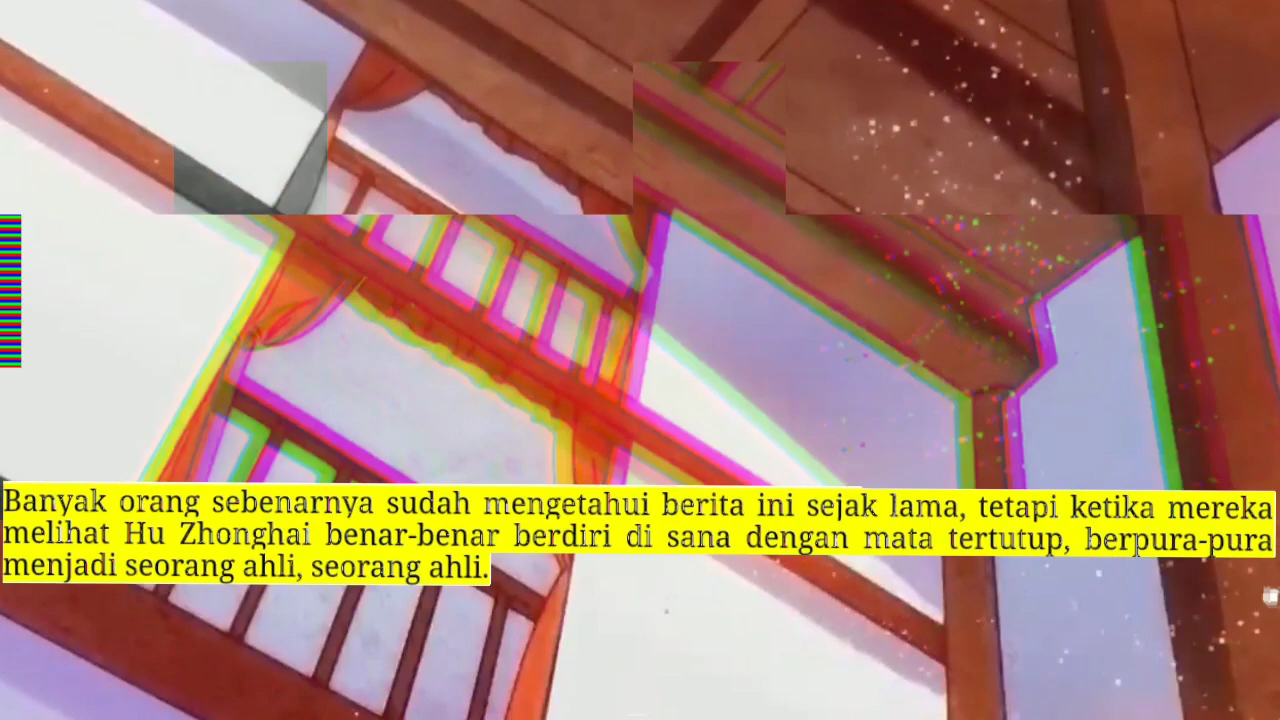 Banyak orang sebenarnya sudah mengetahui berita ini sejak lama, tetapi ketika mereka
melihat Hu Zhonghai benar-benar berdiri di sana dengan mata tertutup, berpura-pura
menjadi seorang ahli, seorang ahli.